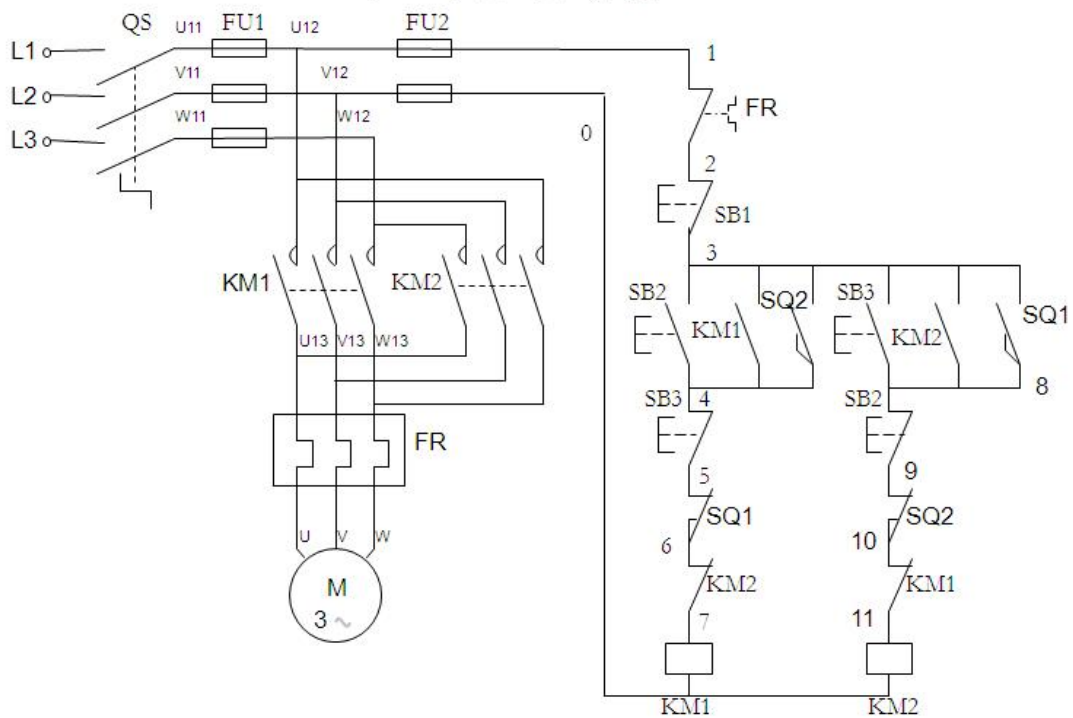 QS U11 FU1 U12 FU2
L1 1
V11 V12
L2 FR
W11 W12 0
L3
2
SB1
3
KM1 KM2 SB2 KM1 SQ2 SB3 KM2 SQ1
U13 V13 W13
8
SB3 4 SB2
FR
5 9
SQ1 SQ2
U V W 6 10
M KM2 KM1
3 ~ 7 11
KM1 KM2